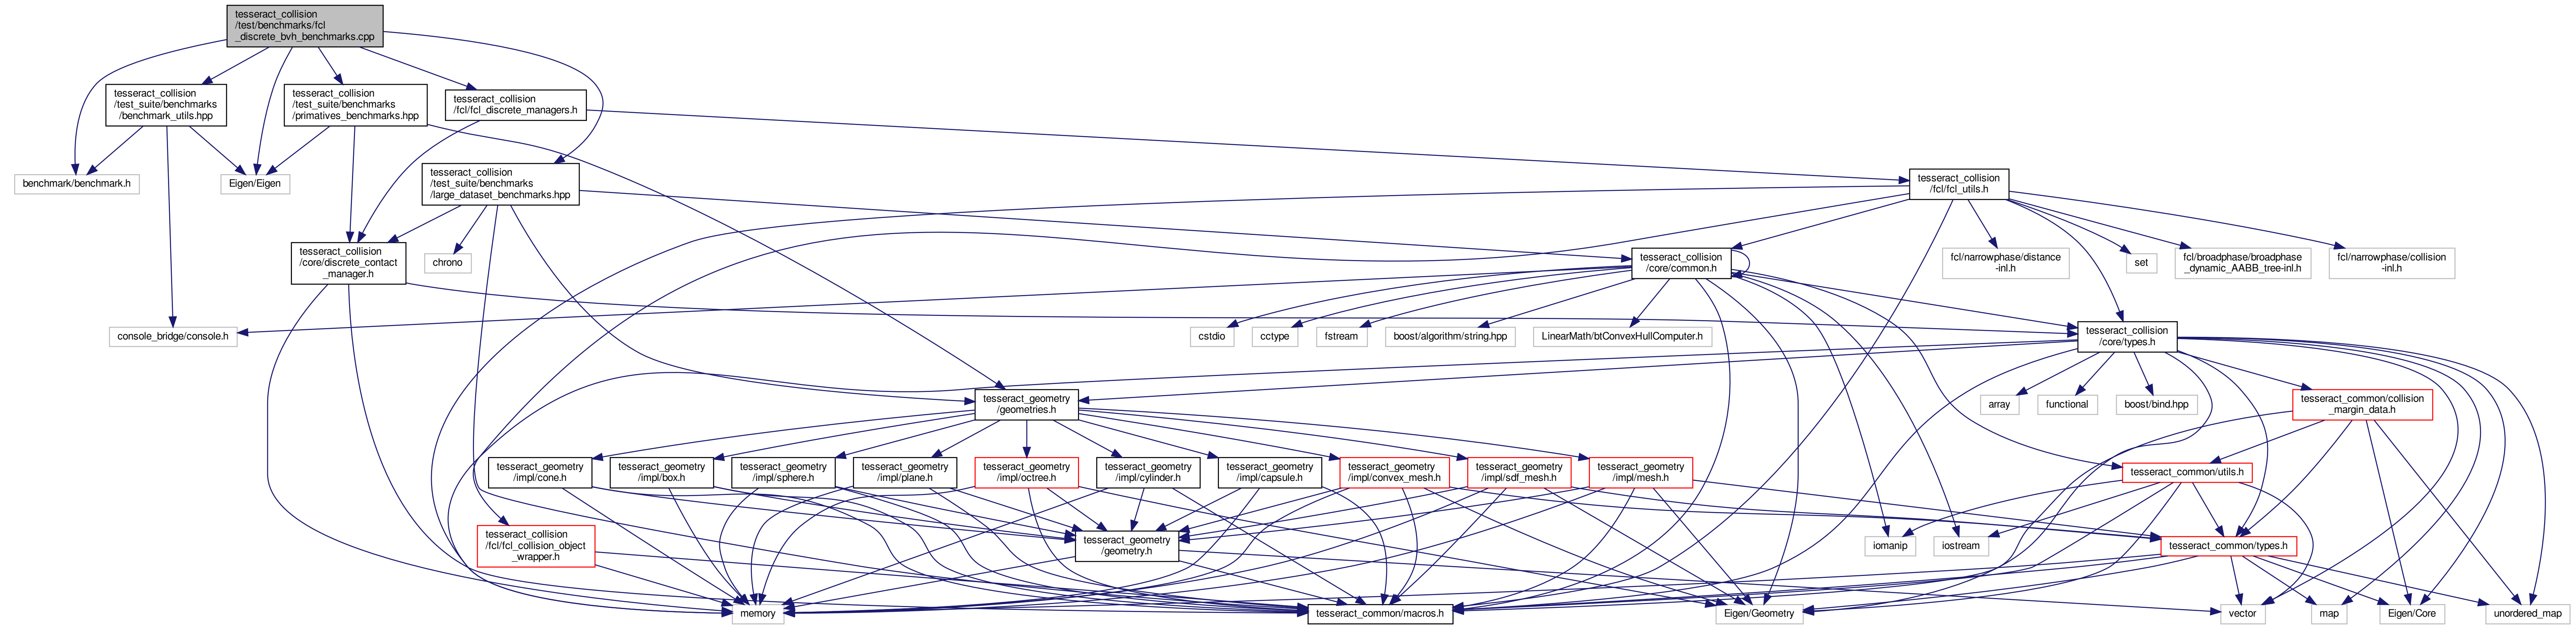 tesseract_collision
/test/benchmarks/fcl
_discrete_bvh_benchmarks.cpp
tesseract_collision
/test_suite/benchmarks
/benchmark_utils.hpp
tesseract_collision
/test_suite/benchmarks
/primatives_benchmarks.hpp
tesseract_collision
/fcl/fcl_discrete_managers.h
benchmark/benchmark.h
Eigen/Eigen
tesseract_collision
/test_suite/benchmarks
/large_dataset_benchmarks.hpp
tesseract_collision
/fcl/fcl_utils.h
tesseract_collision
/core/discrete_contact
_manager.h
chrono
tesseract_collision
/core/common.h
fcl/narrowphase/distance
-inl.h
set
fcl/broadphase/broadphase
_dynamic_AABB_tree-inl.h
fcl/narrowphase/collision
-inl.h
console_bridge/console.h
cstdio
cctype
fstream
boost/algorithm/string.hpp
LinearMath/btConvexHullComputer.h
tesseract_collision
/core/types.h
tesseract_geometry
/geometries.h
array
functional
boost/bind.hpp
tesseract_common/collision
_margin_data.h
tesseract_geometry
/impl/cone.h
tesseract_geometry
/impl/box.h
tesseract_geometry
/impl/sphere.h
tesseract_geometry
/impl/plane.h
tesseract_geometry
/impl/octree.h
tesseract_geometry
/impl/cylinder.h
tesseract_geometry
/impl/capsule.h
tesseract_geometry
/impl/convex_mesh.h
tesseract_geometry
/impl/sdf_mesh.h
tesseract_geometry
/impl/mesh.h
tesseract_common/utils.h
tesseract_collision
/fcl/fcl_collision_object
_wrapper.h
tesseract_geometry
/geometry.h
iomanip
iostream
tesseract_common/types.h
memory
tesseract_common/macros.h
Eigen/Geometry
vector
map
Eigen/Core
unordered_map